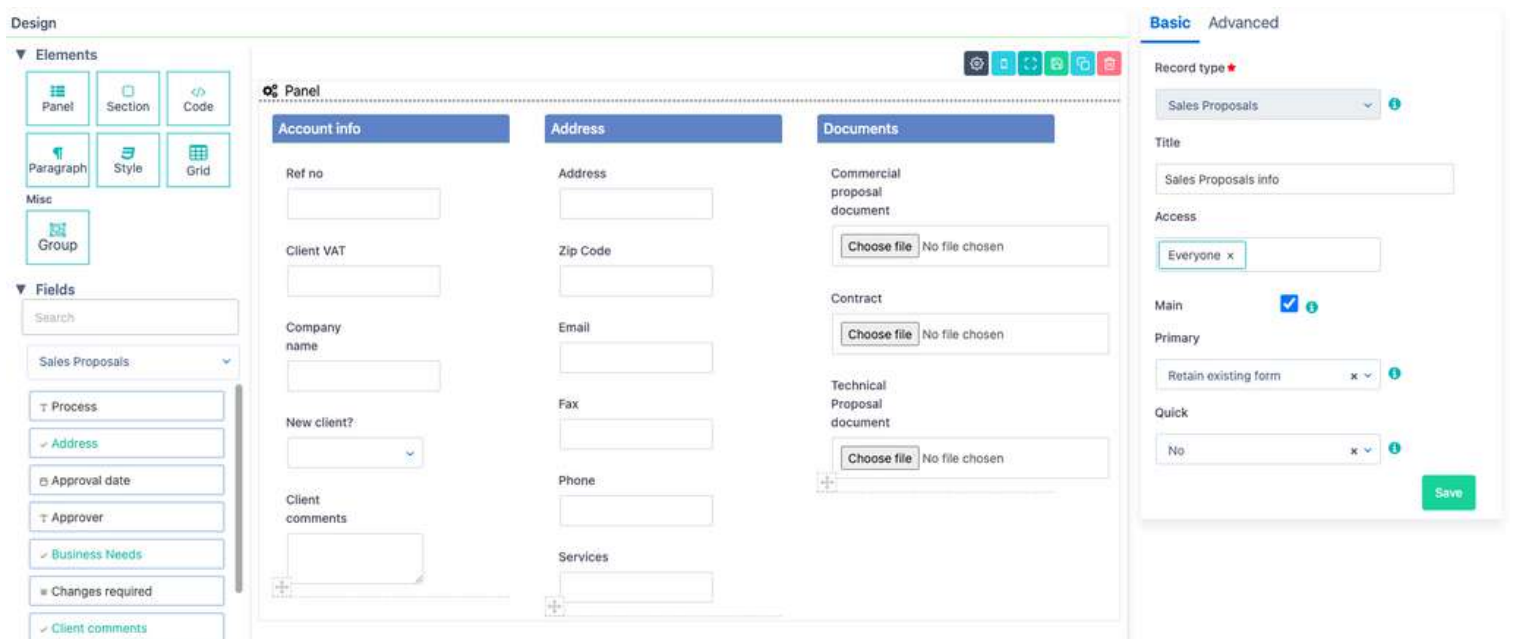 Design
Elements
Panel
Section
Code
Paragraph
Style
Grid
Misc
Group
Fields
Search
Sales Proposals
Process
Address
Approval date
Approver
Business Needs
Changes required
Client comments
Panel
Account info
Ref no
Client VAT
Company
name
New client?
Client
comments
Address
Address
Zip Code
Email
Fax
Phone
Services
Documents
Commercial
proposal
document
Choose file No file chosen
Contract
Choose file No file chosen
Technical
Proposal
document
Choose file No file chosen
Basic Advanced
Record type
Sales Proposals
Title
Sales Proposals info
Access
Everyone ×
Main
Primary
Retain existing form
Quick
No
Save